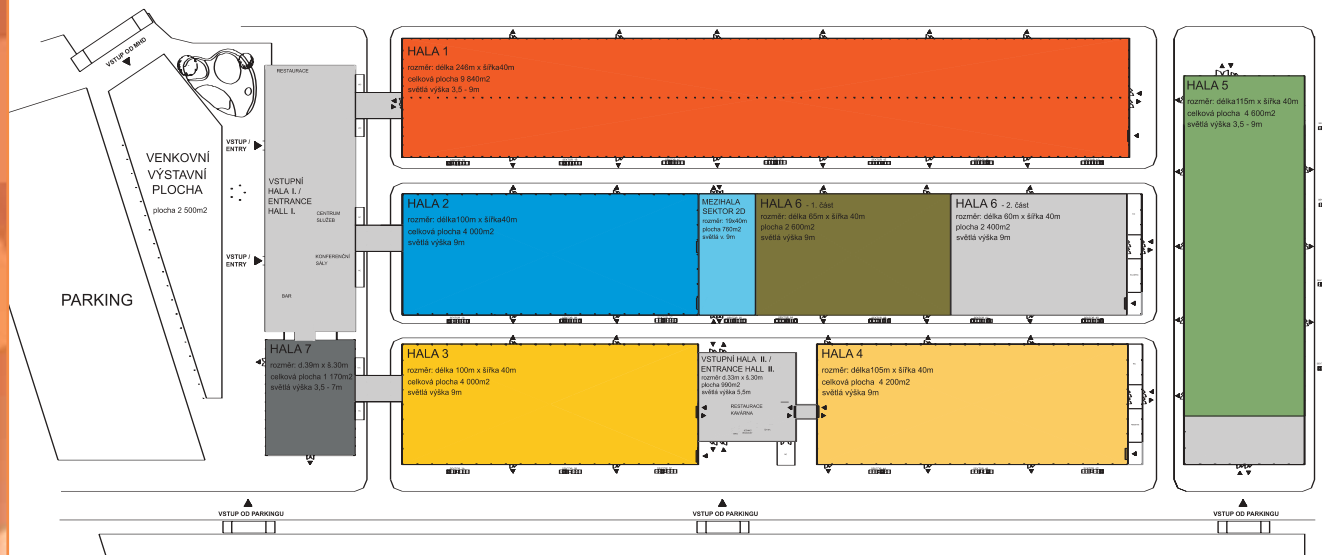 VSTUP OD MHD
VENKOVNÍ
VÝSTAVNÍ
PLOCHA
plocha 2 500m2
PARKING
RESTAURACE
VSTUP /
ENTRY
VSTUPNÍ
HALA I. /
ENTRANCE
HALL I.
CENTRUM
SLUŽEB
VSTUP /
ENTRY
KONFERENČNÍ
SÁLY
BAR
HALA 1
rozměr: délka 246m x šířka40m
celková plocha 9 840m2
světlá výška 3,5 - 9m
HALA 2
rozměr: délka100m x šířka40m
celková plocha 4 000m2
světlá výška 9m
MEZIHALA
SEKTOR 2D
rozměr: 19x40m
plocha 760m2
světlá v. 9m
HALA 6 - 1. část
rozměr: délka 65m x šířka 40m
plocha 2 600m2
světlá výška 9m
HALA 6 - 2. část
rozměr: délka 60m x šířka 40m
plocha 2 400m2
světlá výška 9m
HALA 5
rozměr: délka115m x šířka 40m
celková plocha 4 600m2
světlá výška 3,5 - 9m
HALA 7
rozměr: d.39m x š.30m
celková plocha 1 170m2
světlá výška 3,5 - 7m
HALA 3
rozměr: délka 100m x šířka 40m
celková plocha 4 000m2
světlá výška 9m
VSTUPNÍ HALA II. /
ENTRANCE HALL II.
rozměr d.33m x š.30m
plocha 990m2
světlá výška 5,5m
RESTAURACE
KAVÁRNA
HALA 4
rozměr: délka105m x šířka 40m
celková plocha 4 200m2
světlá výška 9m
VSTUP OD PARKINGU
VSTUP OD PARKINGU
VSTUP OD PARKINGU